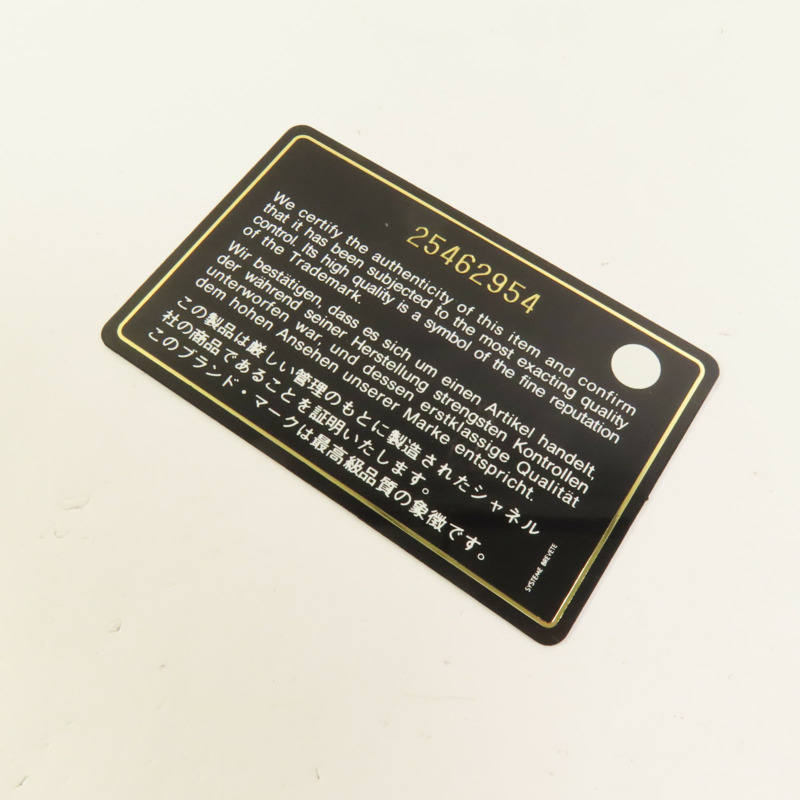 25462954
We certify the authenticity of this item and confirm
that it has been subjected to the most exacting quality
control. Its high quality is a symbol of the fine reputation
of the Trademark.
Wir bestätigen, dass es sich um einen Artikel handelt,
der während seiner Herstellung strengsten Kontrollen
unterworfen war, und dessen erstklassige Qualität
dem hohen Ansehen unserer Marke entspricht.
この製品は厳しい管理のもとに製造されたシャネル
社の商品であることを証明いたします。
このブランド・マークは最高級品質の象徴です。
SYSTEME BREVETE